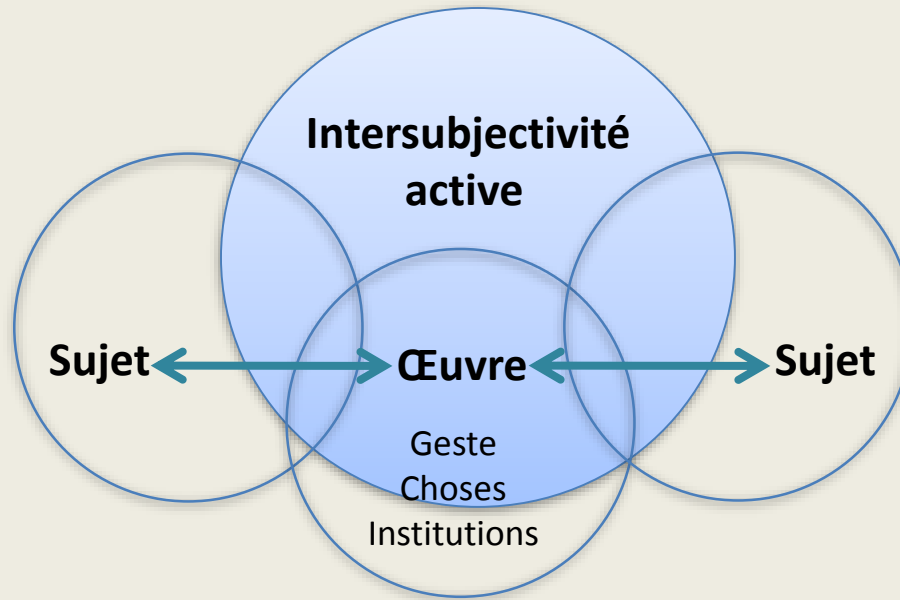 Intersubjectivité
active
Sujet
Œuvre
Sujet
Geste
Choses
Institutions